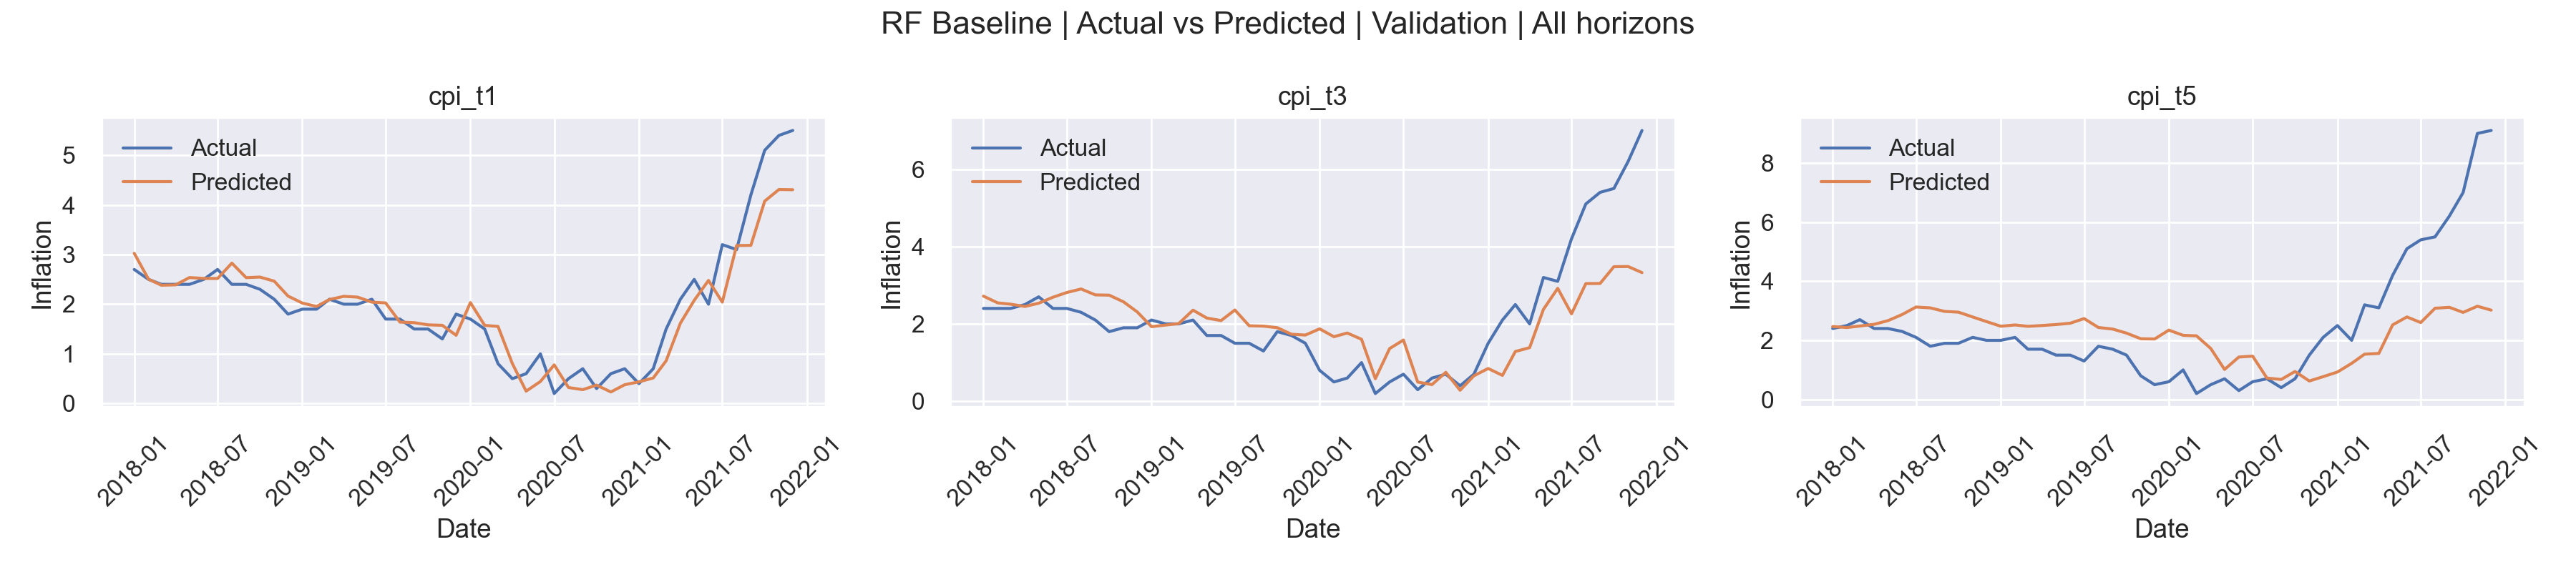 RF Baseline | Actual vs Predicted | Validation | All horizons
cpi_t1
Actual
Predicted
Inflation
5
4
3
2
1
0
2018-01
2018-07
2019-01
2019-07
2020-01
2020-07
2021-01
2021-07
2022-01
Date
cpi_t3
Actual
Predicted
Inflation
6
4
2
0
2018-01
2018-07
2019-01
2019-07
2020-01
2020-07
2021-01
2021-07
2022-01
Date
cpi_t5
Actual
Predicted
Inflation
8
6
4
2
0
2018-01
2018-07
2019-01
2019-07
2020-01
2020-07
2021-01
2021-07
2022-01
Date